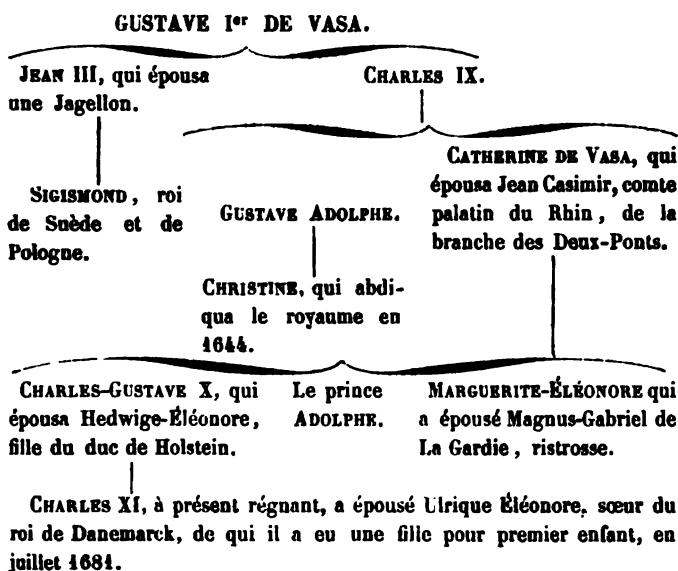 GUSTAVE Ier DE VASA.
JEAN III, qui épousa
une Jagellon.
CHARLES IX.
SIGISMOND, roi
de Suède et de
Pologne.
GUSTAVE ADOLPHE.
CATHERINE DE VASA, qui
épousa Jean Casimir, comte
palatin du Rhin, de la
branche des Deux-Ponts.
CHRISTINE, qui abdi-
qua le royaume en
1644.
CHARLES-GUSTAVE X, qui
épousa Hedwige-Éléonore,
fille du duc de Holstein.
Le prince
ADOLPHE.
MARGUERITE-ÉLÉONORE qui
a épousé Magnus-Gabriel de
La Gardie, ristrosse.
CHARLES XI, à présent régnant, a épousé Ulrique Éléonore, sœur du
roi de Danemarck, de qui il a eu une fille pour premier enfant, en
juillet 1681.